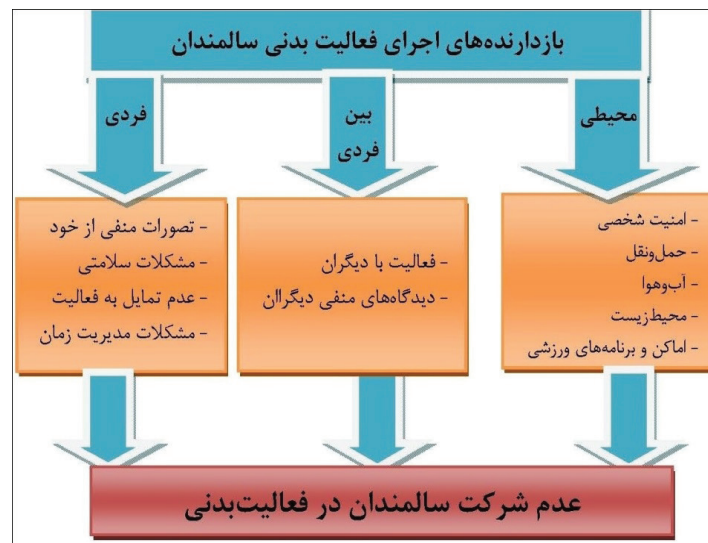 بازدارنده‌های اجرای فعالیت بدنی سالمندان
محیطی
بین
فردی
فردی
- امنیت شخصی
- حمل‌ونقل
- آب‌وهوا
- محیط‌زیست
- اماکن و برنامه‌های ورزشی
- فعالیت با دیگران
- دیدگاه‌های منفی دیگراان
- تصورات منفی از خود
- مشکلات سلامتی
- عدم تمایل به فعالیت
- مشکلات مدیریت زمان
عدم شرکت سالمندان در فعالیت‌بدنی